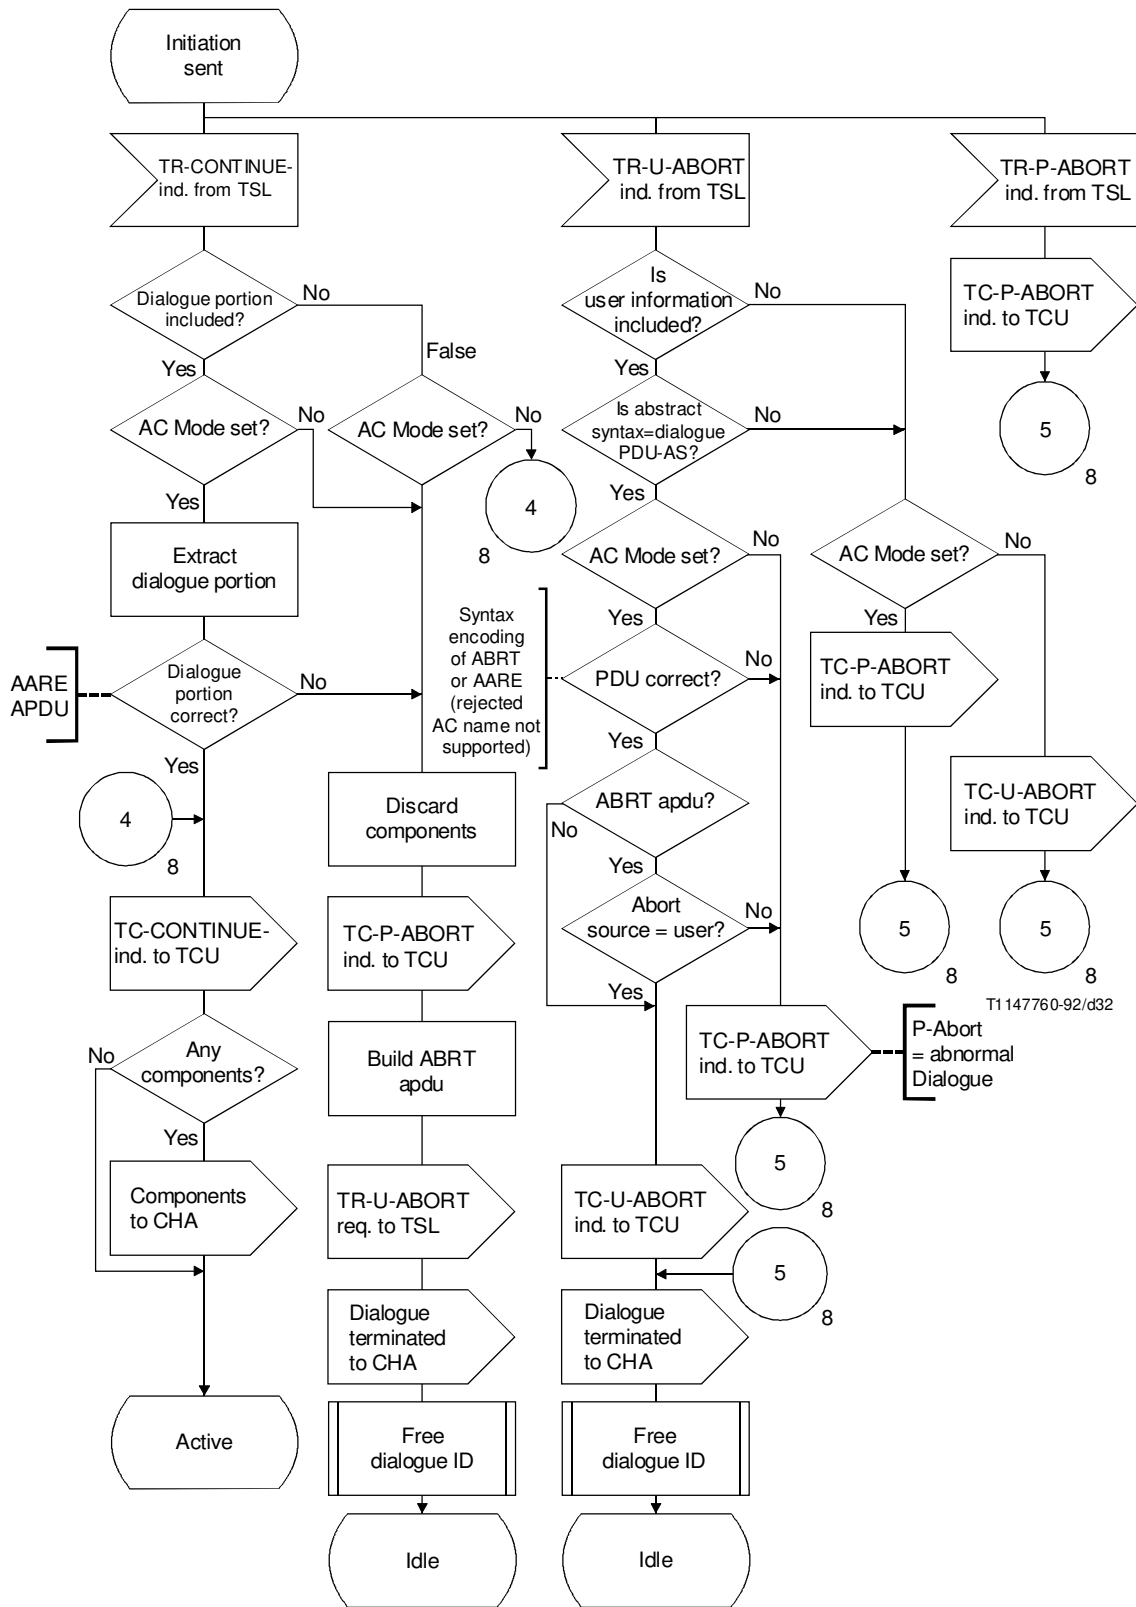 Initiation
sent
TR-CONTINUE-
ind. from TSL
Dialogue portion
included?
No
Yes
False
AC Mode set?
No
Yes
AC Mode set?
No
4
8
Extract
dialogue portion
AARE
APDU
Dialogue
portion
correct?
No
Yes
4
8
TC-CONTINUE-
ind. to TCU
Any
components?
No
Yes
Components
to CHA
Active
Discard
components
TC-P-ABORT
ind. to TCU
Build ABRT
apdu
TR-U-ABORT
req. to TSL
Dialogue
terminated
to CHA
Free
dialogue ID
Idle
TR-U-ABORT
ind. from TSL
Is
user information
included?
No
Yes
Is abstract
syntax=dialogue
PDU-AS?
No
Yes
AC Mode set?
No
Yes
Syntax
encoding
of ABRT
or AARE
(rejected
AC name not
supported)
PDU correct?
No
Yes
ABRT apdu?
No
Yes
Abort
source = user?
No
Yes
TC-P-ABORT
ind. to TCU
P-Abort
= abnormal
Dialogue
5
8
TC-U-ABORT
ind. to TCU
5
8
Dialogue
terminated
to CHA
Free
dialogue ID
Idle
AC Mode set?
No
Yes
TC-P-ABORT
ind. to TCU
5
8
TC-U-ABORT
ind. to TCU
5
8
TR-P-ABORT
ind. from TSL
TC-P-ABORT
ind. to TCU
5
8
T1147760-92/d32